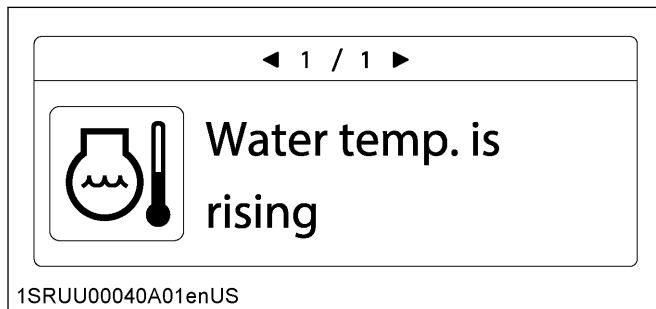 ◀ 1 / 1 ▶
Water temp. is
rising
1SRUU00040A01enUS